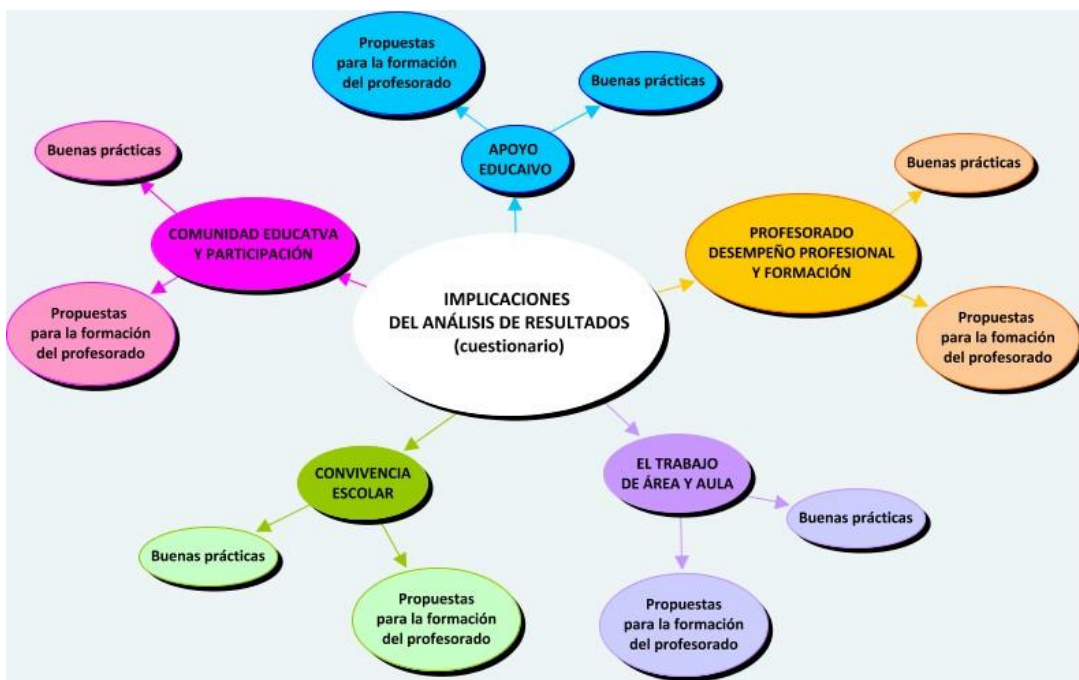 Propuestas
para la formación
del profesorado
Buenas prácticas
APOYO
EDUCAIVO
Buenas prácticas
COMUNIDAD EDUCATVA
Y PARTICIPACIÓN
Propuestas
para la formación
del profesorado
Buenas prácticas
PROFESORADO
DESEMPEÑO PROFESIONAL
Y FORMACIÓN
Propuestas
para la fomación
del profesorado
IMPLICACIONES
DEL ANÁLISIS DE RESULTADOS
(cuestionario)
CONVIVENCIA
ESCOLAR
Buenas prácticas
Propuestas
para la formación
del profesorado
EL TRABAJO
DE ÁREA Y AULA
Buenas prácticas
Propuestas
para la formación
del profesorado